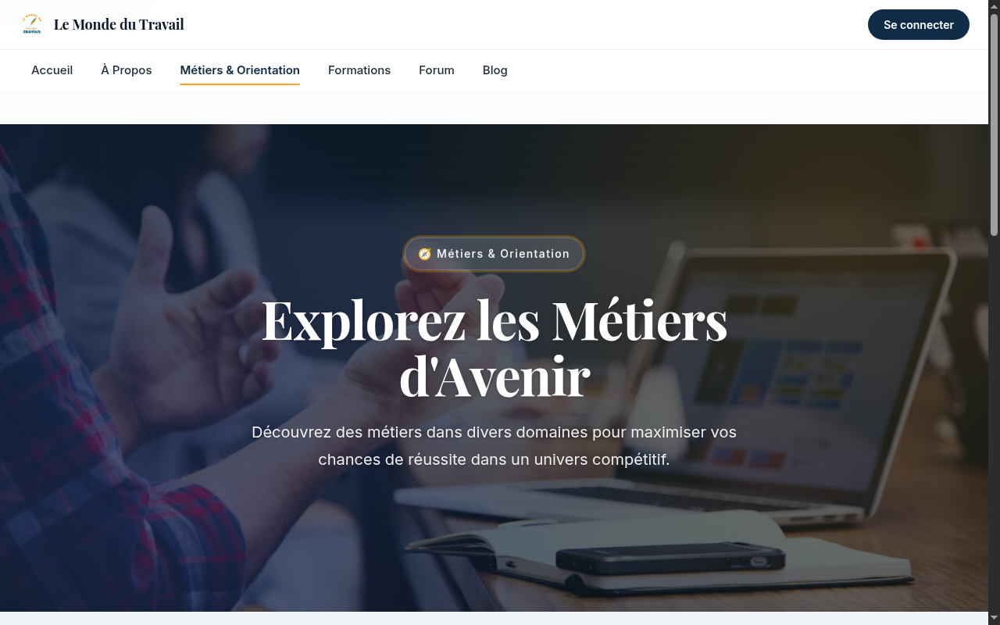 Le Monde du Travail
Se connecter
Accueil
À Propos
Métiers & Orientation
Formations
Forum
Blog
🧭 Métiers & Orientation
Explorez les Métiers
d'Avenir
Découvrez des métiers dans divers domaines pour maximiser vos
chances de réussite dans un univers compétitif.